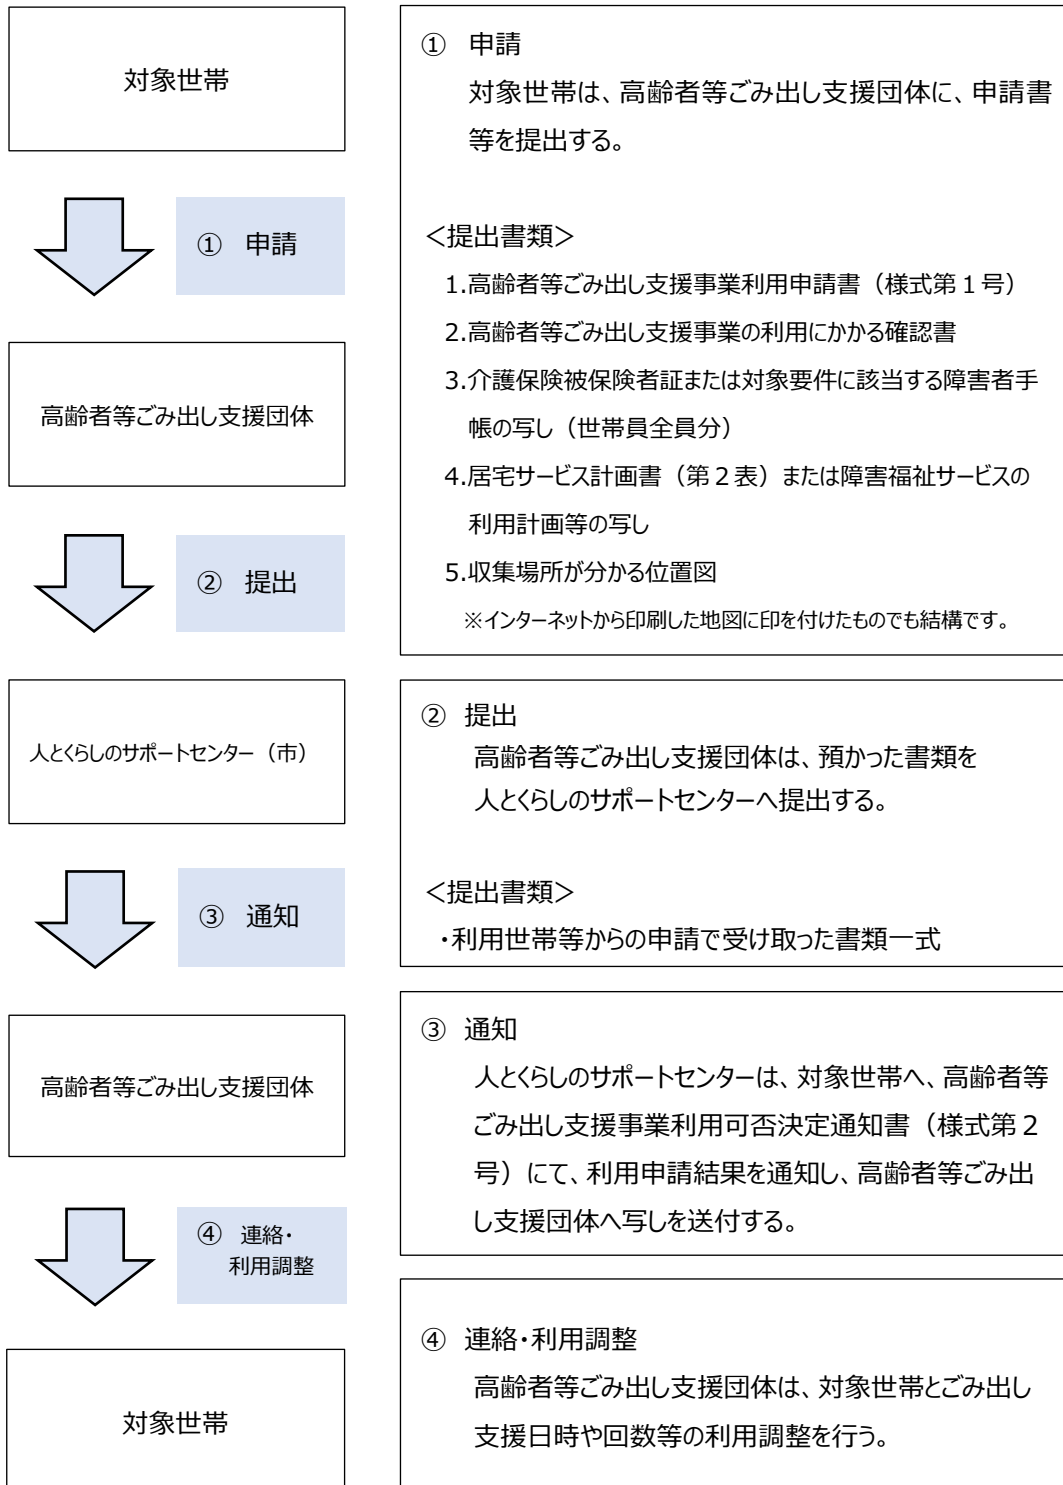 対象世帯
① 申請
高齢者等ごみ出し支援団体
② 提出
人とくらしのサポートセンター（市）
③ 通知
高齢者等ごみ出し支援団体
④ 連絡・
利用調整
対象世帯
① 申請
対象世帯は、高齢者等ごみ出し支援団体に、申請書
等を提出する。
＜提出書類＞
1.高齢者等ごみ出し支援事業利用申請書（様式第１号）
2.高齢者等ごみ出し支援事業の利用にかかる確認書
3.介護保険被保険者証または対象要件に該当する障害者手
帳の写し（世帯員全員分）
4.居宅サービス計画書（第２表）または障害福祉サービスの
利用計画等の写し
5.収集場所が分かる位置図
※インターネットから印刷した地図に印を付けたものでも結構です。
② 提出
高齢者等ごみ出し支援団体は、預かった書類を
人とくらしのサポートセンターへ提出する。
＜提出書類＞
・利用世帯等からの申請で受け取った書類一式
③ 通知
人とくらしのサポートセンターは、対象世帯へ、高齢者等
ごみ出し支援事業利用可否決定通知書（様式第２
号）にて、利用申請結果を通知し、高齢者等ごみ出
し支援団体へ写しを送付する。
④ 連絡・利用調整
高齢者等ごみ出し支援団体は、対象世帯とごみ出し
支援日時や回数等の利用調整を行う。